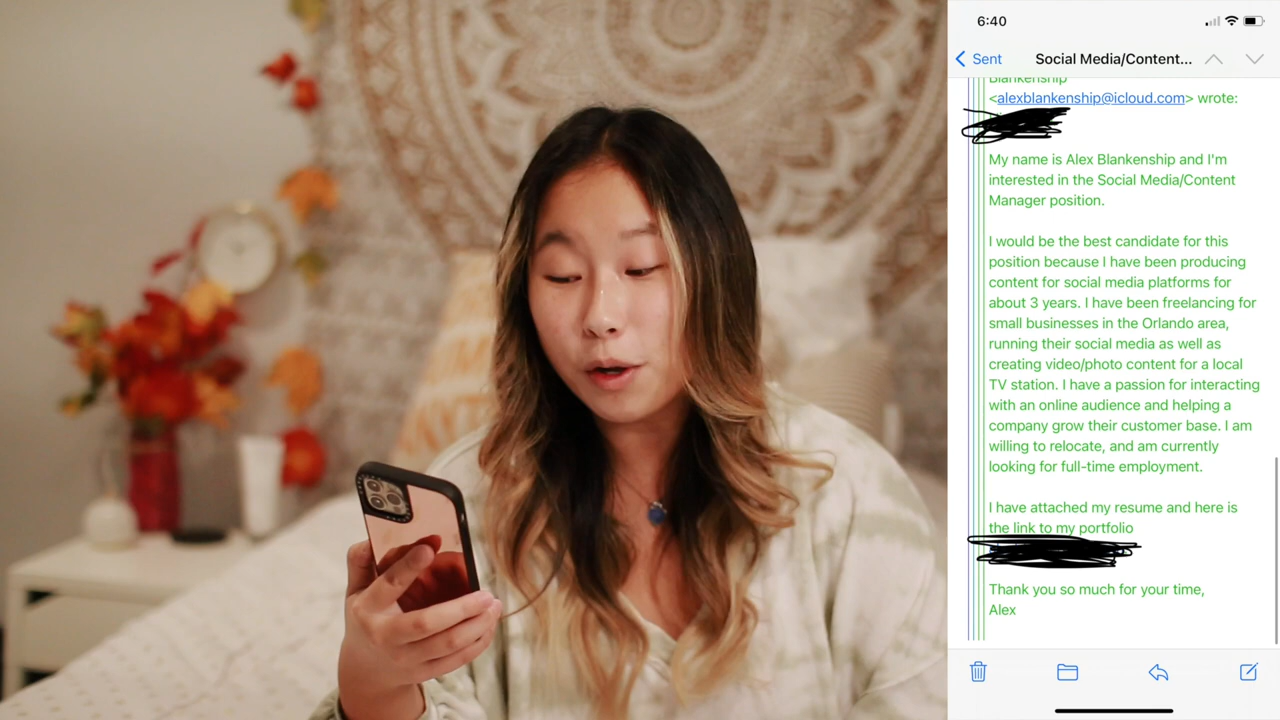 6:40
Sent
Social Media/Content...
Blankenship
<alexblankenship@icloud.com> wrote:
My name is Alex Blankenship and I'm
interested in the Social Media/Content
Manager position.
I would be the best candidate for this
position because I have been producing
content for social media platforms for
about 3 years. I have been freelancing for
small businesses in the Orlando area,
running their social media as well as
creating video/photo content for a local
TV station. I have a passion for interacting
with an online audience and helping a
company grow their customer base. I am
willing to relocate, and am currently
looking for full-time employment.
I have attached my resume and here is
the link to my portfolio
Thank you so much for your time,
Alex